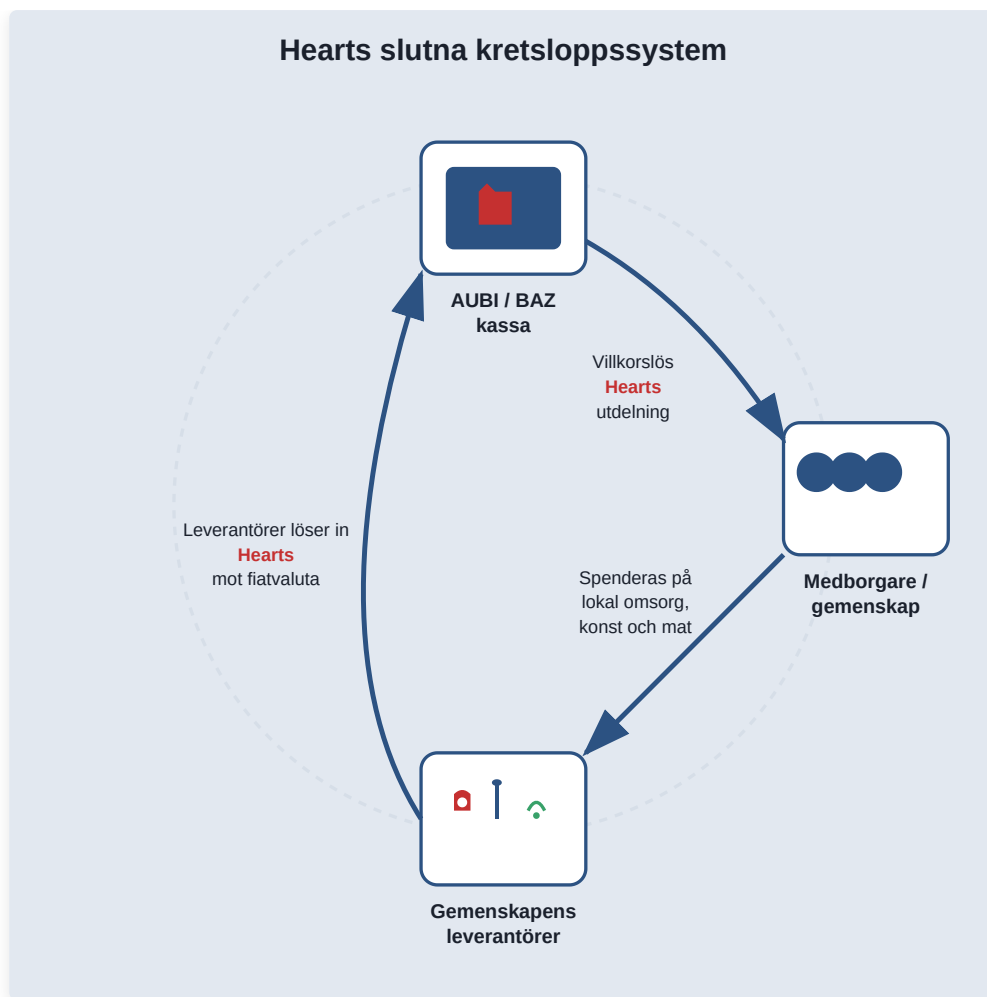 Hearts slutna kretsloppssystem
AUBI / BAZ
kassa
Villkorslös
Hearts
utdelning
Medborgare /
gemenskap
Spenderas på
lokal omsorg,
konst och mat
Leverantörer löser in
Hearts
mot fiatvaluta
Gemenskapens
leverantörer